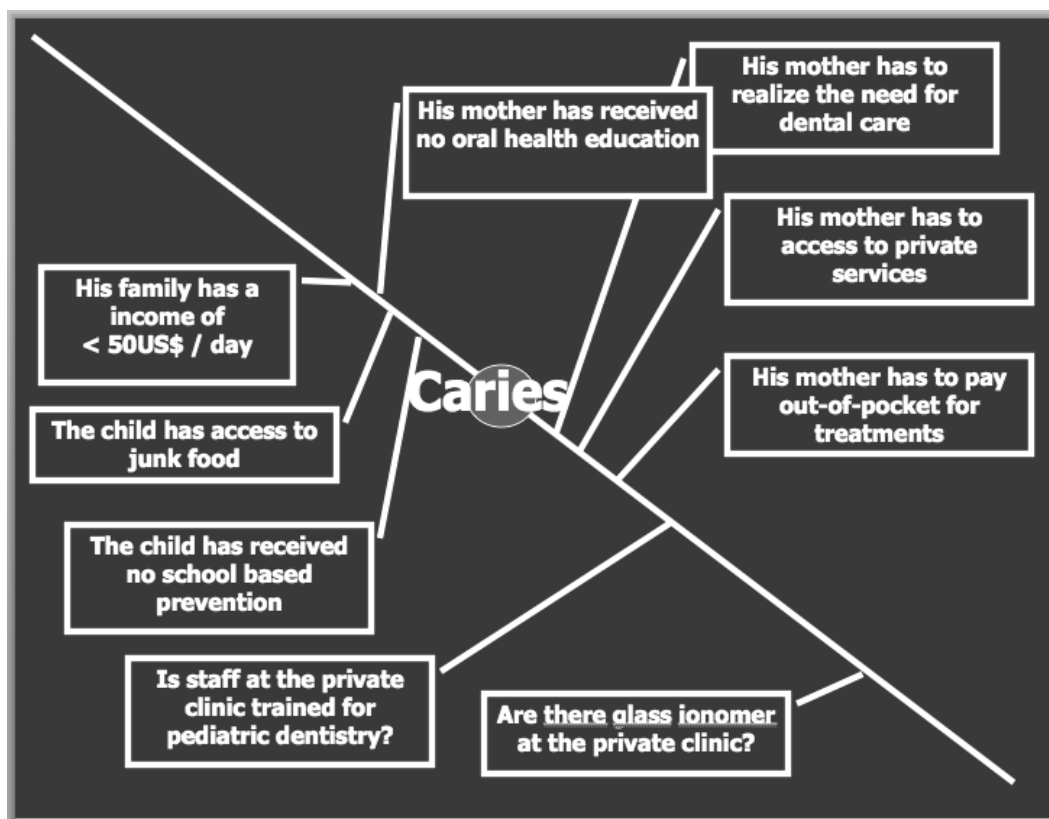 His mother has to
realize the need for
dental care
His mother has received
no oral health education
His mother has to
access to private
services
His family has a
income of
< 50US$ / day
Caries
His mother has to pay
out-of-pocket for
treatments
The child has access to
junk food
The child has received
no school based
prevention
Is staff at the private
clinic trained for
pediatric dentistry?
Are there glass ionomer
at the private clinic?